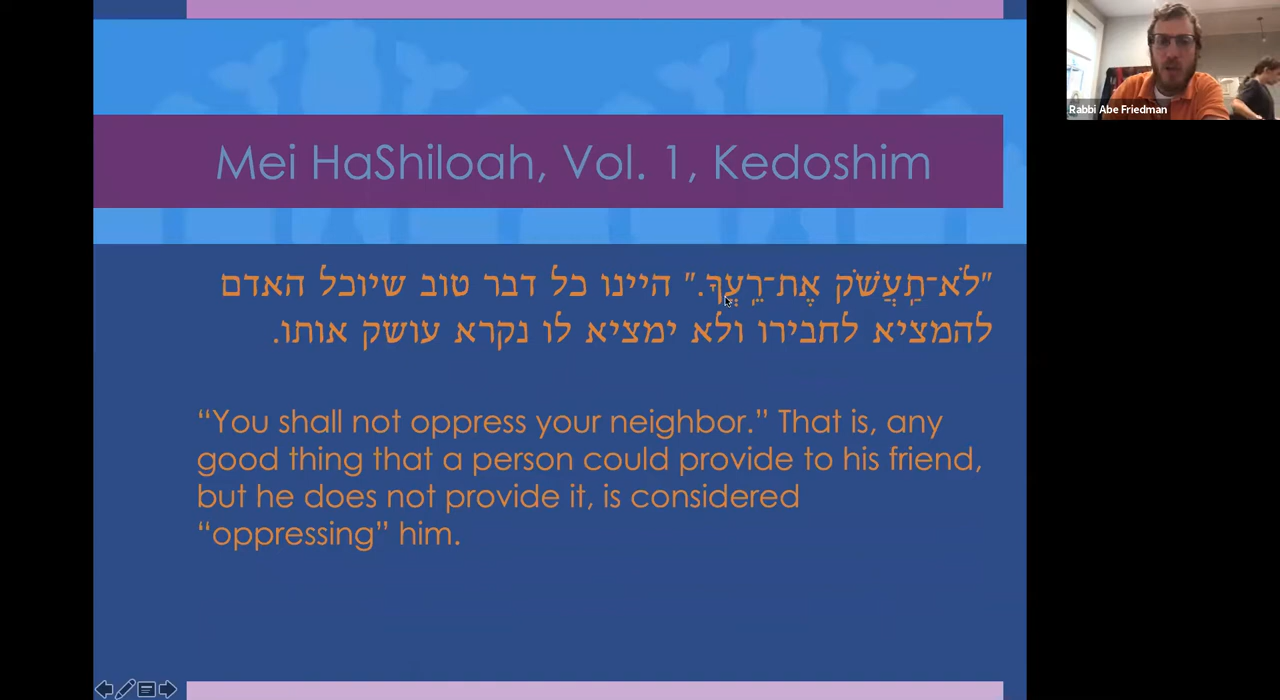 Mei HaShiloah, Vol. 1, Kedoshim
"לֹא־תַֽעֲשֹׁק אֶת־רֵֽעֲךָ." היינו כל דבר טוב שיוכל האדם
להמציא לחבירו ולא ימציא לו נקרא עושק אותו.
“You shall not oppress your neighbor.” That is, any
good thing that a person could provide to his friend,
but he does not provide it, is considered
“oppressing” him.
Rabbi Abe Friedman